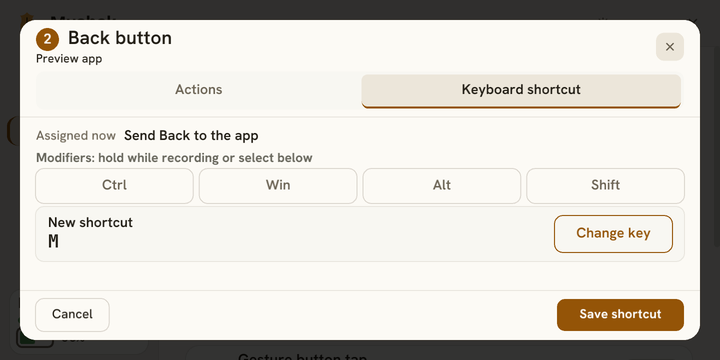 2 Back button
Preview app
Actions
Keyboard shortcut
Assigned now Send Back to the app
Modifiers: hold while recording or select below
Ctrl
Win
Alt
Shift
New shortcut
M
Change key
Cancel
Save shortcut